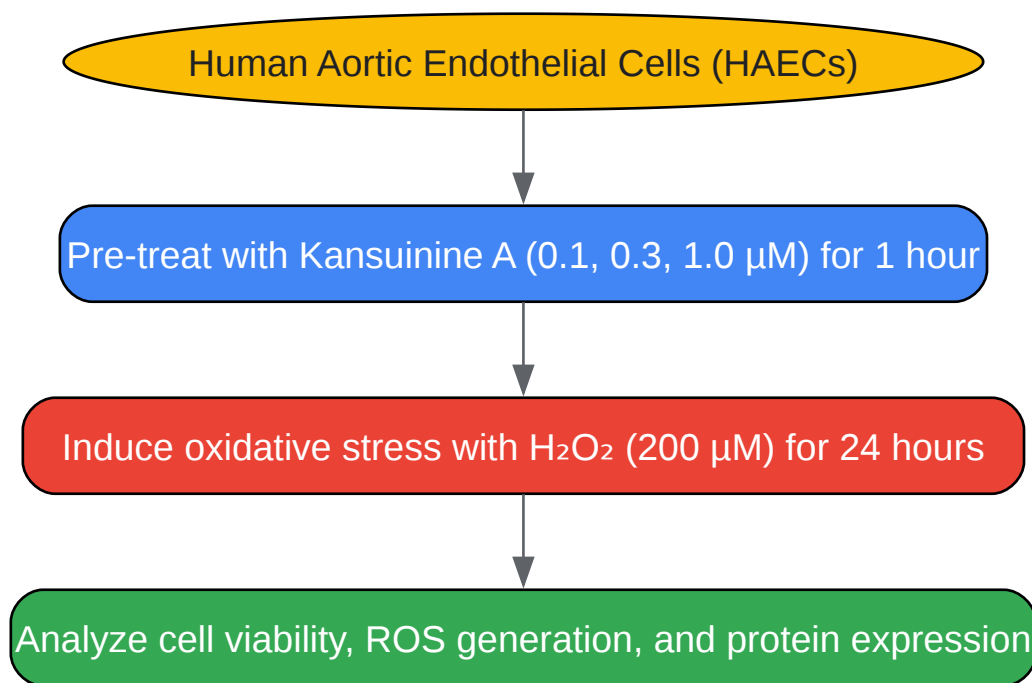 Human Aortic Endothelial Cells (HAECs)
Pre-treat with Kansuinine A (0.1, 0.3, 1.0 µM) for 1 hour
Induce oxidative stress with H₂O₂ (200 µM) for 24 hours
Analyze cell viability, ROS generation, and protein expression